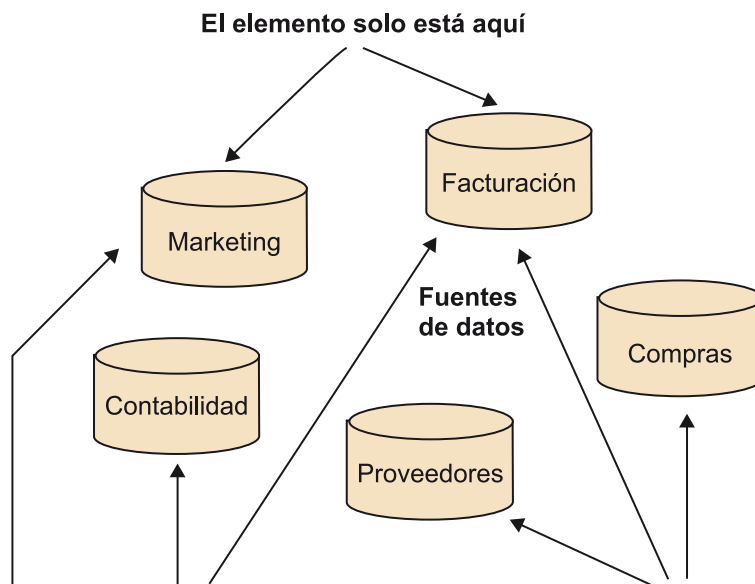 El elemento solo está aquí
Facturación
Marketing
Fuentes
de datos
Compras
Contabilidad
Proveedores